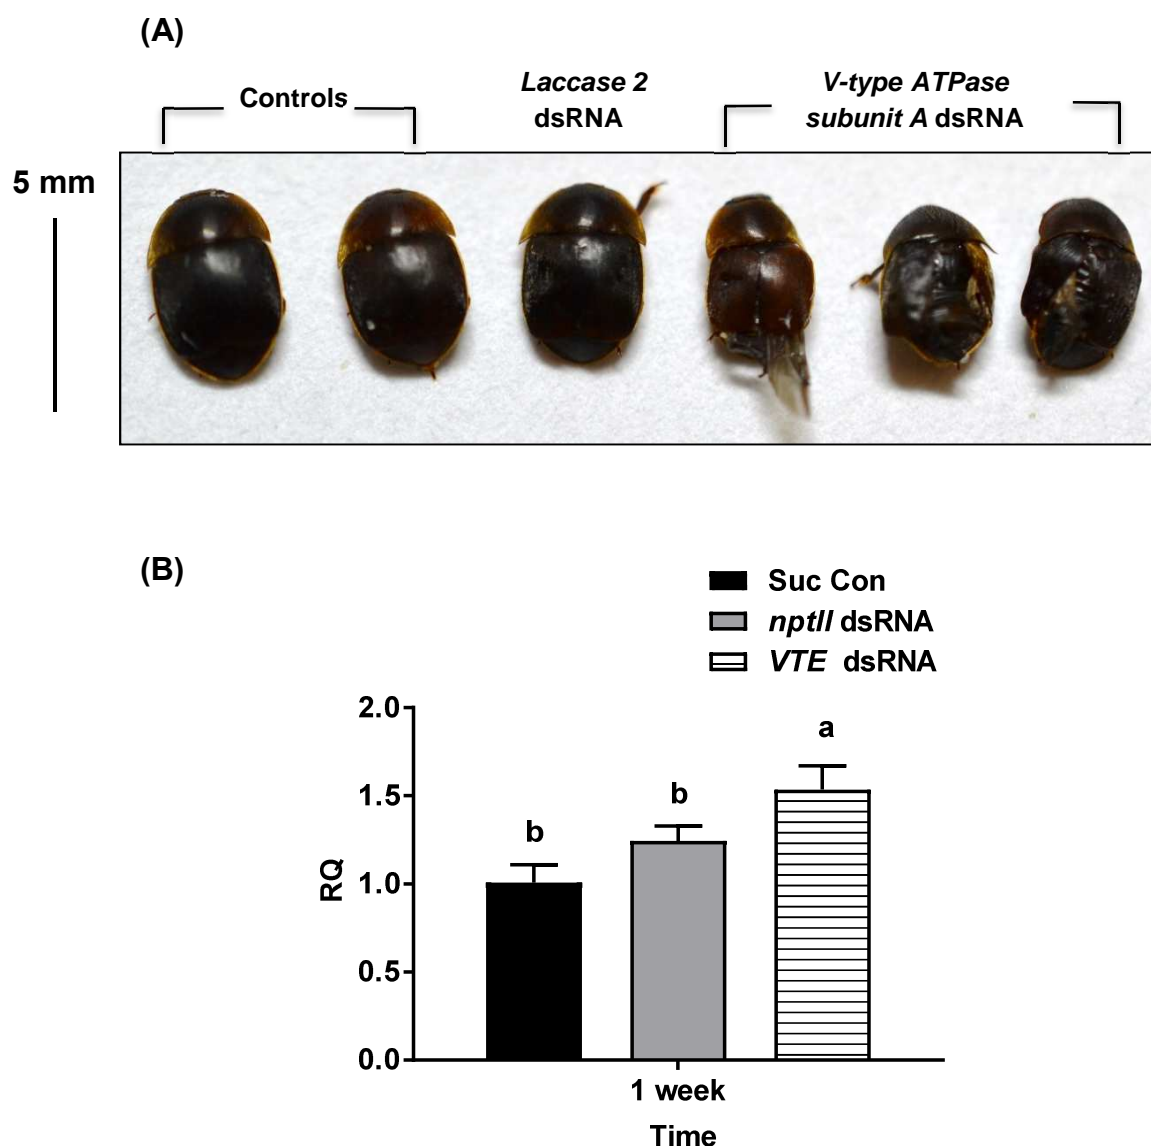 (A)
Controls
Laccase 2
dsRNA
V-type ATPase
subunit A dsRNA
5 mm
(B)
Suc Con
nptII dsRNA
VTE dsRNA
2.0
1.5
1.0
0.5
0.0
RQ
b
b
a
1 week
Time